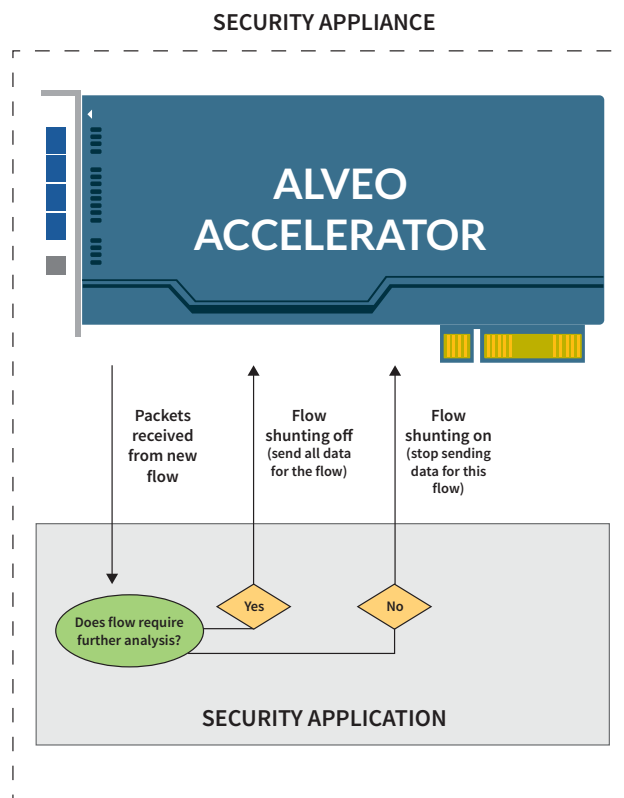 SECURITY APPLIANCE
ALVEO
ACCELERATOR
Packets
received
from new
flow
Flow
shunting off
(send all data
for the flow)
Flow
shunting on
(stop sending
data for this
flow)
Does flow require
further analysis?
Yes
No
SECURITY APPLICATION